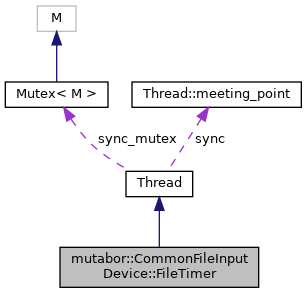 M
Mutex< M >
Thread::meeting_point
sync_mutex
sync
Thread
mutabor::CommonFileInput
Device::FileTimer